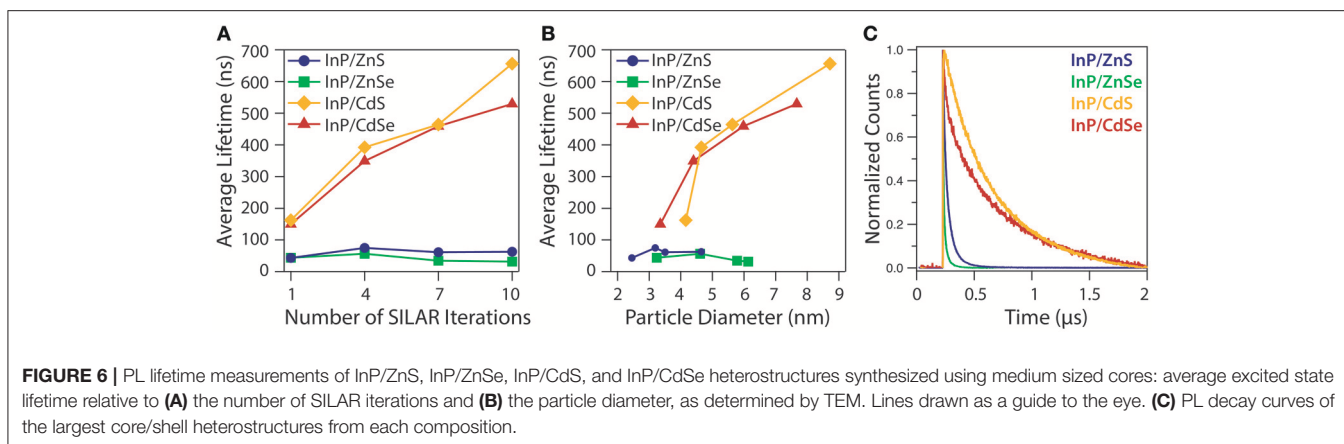 A
Average Lifetime (ns)
700
600
500
400
300
200
100
0
InP/ZnS
InP/ZnSe
InP/CdS
InP/CdSe
1 4 7 10
Number of SILAR Iterations
B
Average Lifetime (ns)
700
600
500
400
300
200
100
0
InP/ZnS
InP/ZnSe
InP/CdS
InP/CdSe
2 3 4 5 6 7 8 9
Particle Diameter (nm)
C
Normalized Counts
1.0
0.8
0.6
0.4
0.2
0.0
InP/ZnS
InP/ZnSe
InP/CdS
InP/CdSe
0 0.5 1 1.5 2
Time (µs)
FIGURE 6 | PL lifetime measurements of InP/ZnS, InP/ZnSe, InP/CdS, and InP/CdSe heterostructures synthesized using medium sized cores: average excited state
lifetime relative to (A) the number of SILAR iterations and (B) the particle diameter, as determined by TEM. Lines drawn as a guide to the eye. (C) PL decay curves of
the largest core/shell heterostructures from each composition.